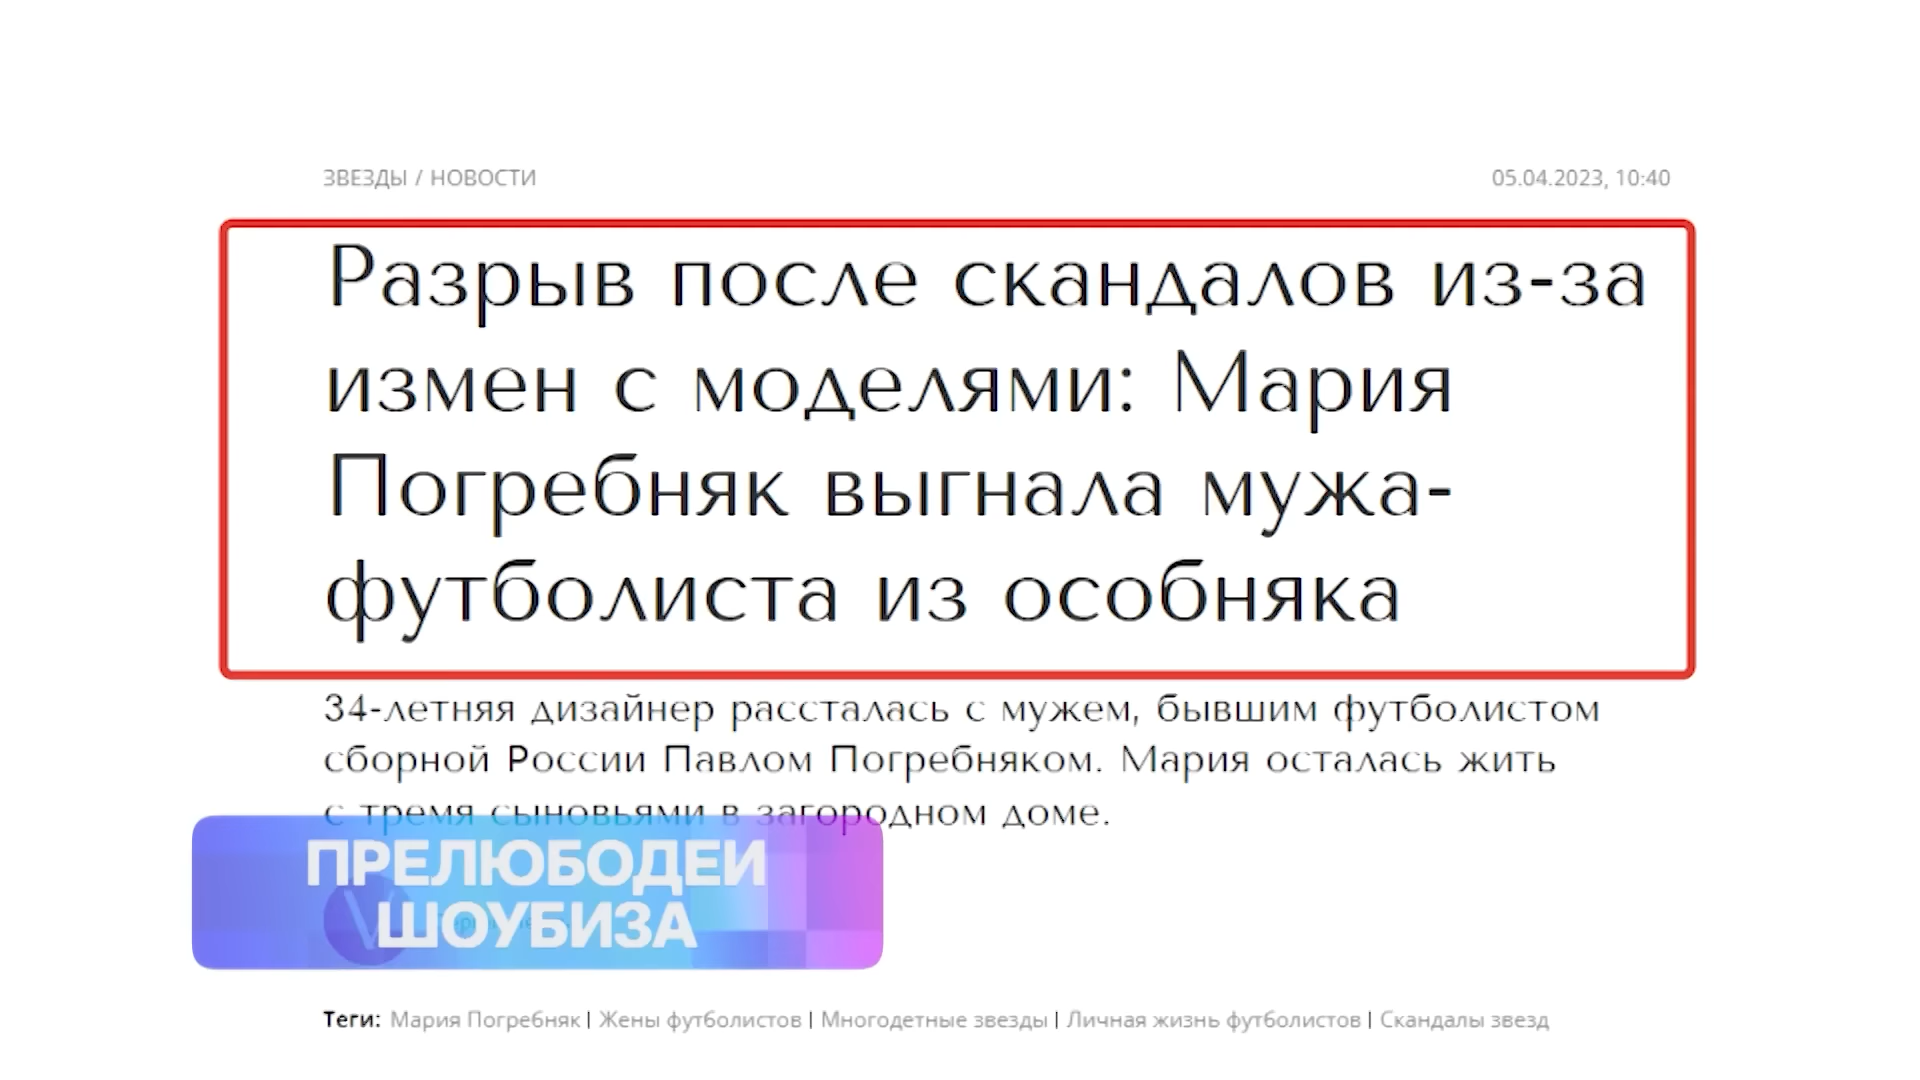 ЗВЕЗДЫ / НОВОСТИ
05.04.2023, 10:40
Разрыв после скандалов из-за
измен с моделями: Мария
Погребняк выгнала мужа-
футболиста из особняка
34-летняя дизайнер рассталась с мужем, бывшим футболистом
сборной России Павлом Погребняком. Мария осталась жить
с тремя сыновьями в загородном доме.
ПРЕЛЮБОДЕИ
ШОУБИЗА
Теги: Мария Погребняк | Жены футболистов | Многодетные звезды | Личная жизнь футболистов | Скандалы звезд